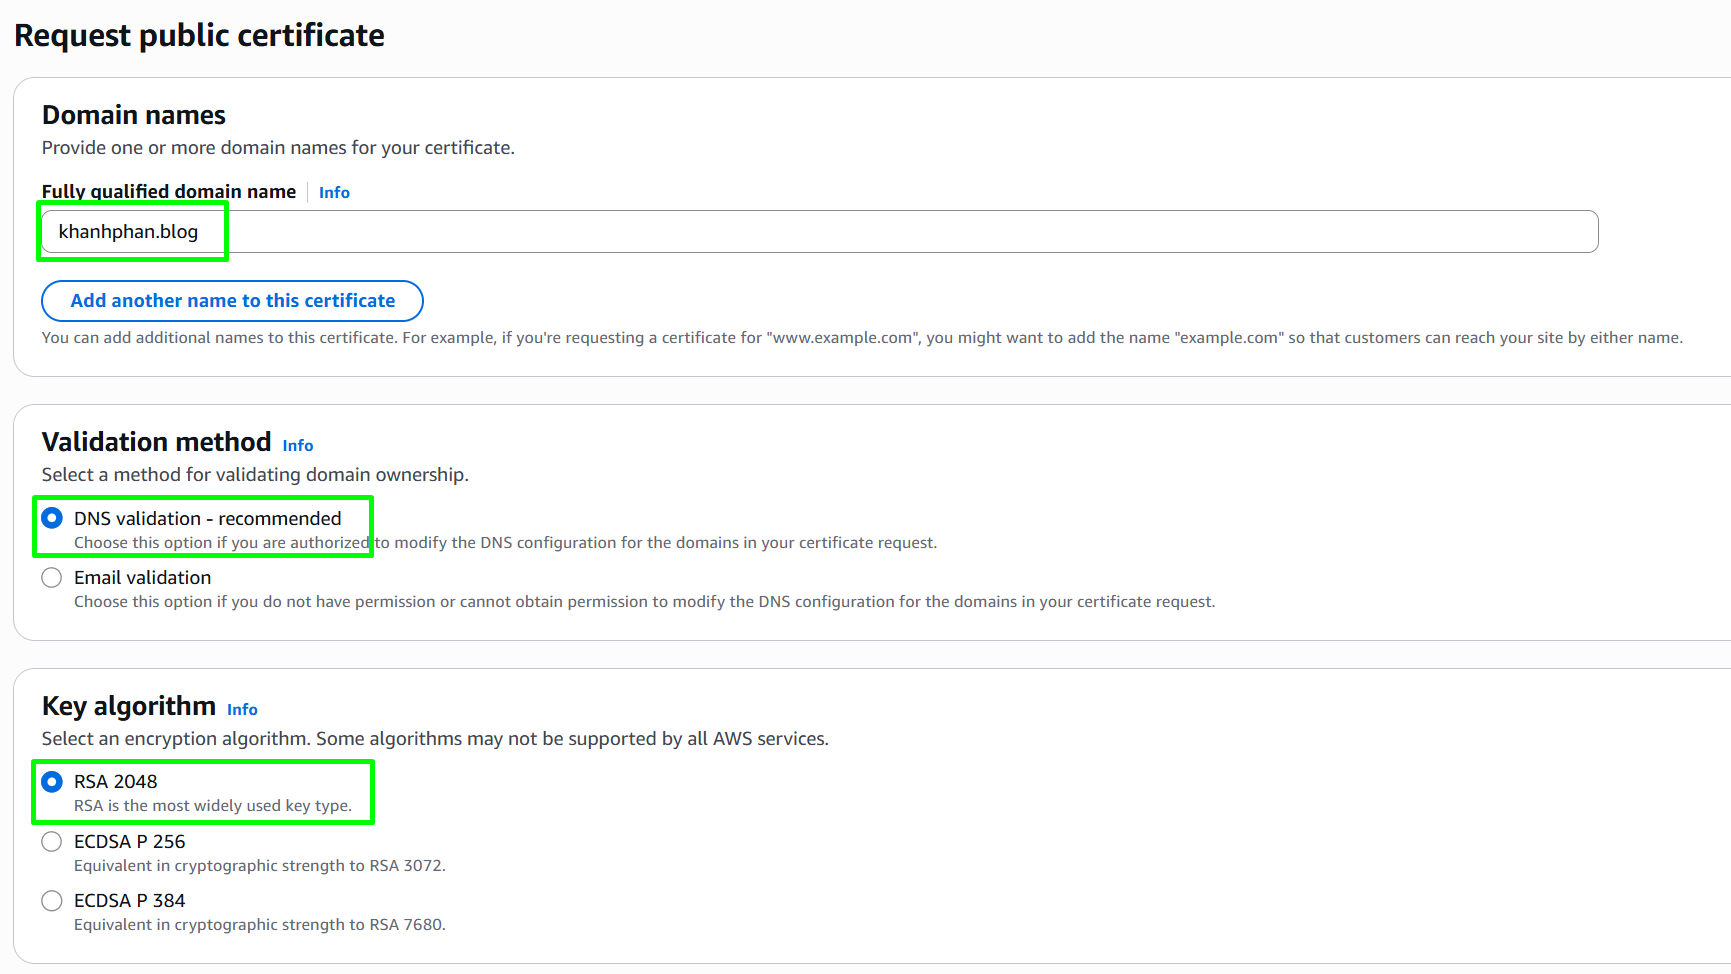 Request public certificate
Domain names
Provide one or more domain names for your certificate.
Fully qualified domain name Info
khanhphan.blog
Add another name to this certificate
You can add additional names to this certificate. For example, if you're requesting a certificate for "www.example.com", you might want to add the name "example.com" so that customers can reach your site by either name.
Validation method Info
Select a method for validating domain ownership.
DNS validation - recommended
Choose this option if you are authorized to modify the DNS configuration for the domains in your certificate request.
Email validation
Choose this option if you do not have permission or cannot obtain permission to modify the DNS configuration for the domains in your certificate request.
Key algorithm Info
Select an encryption algorithm. Some algorithms may not be supported by all AWS services.
RSA 2048
RSA is the most widely used key type.
ECDSA P 256
Equivalent in cryptographic strength to RSA 3072.
ECDSA P 384
Equivalent in cryptographic strength to RSA 7680.